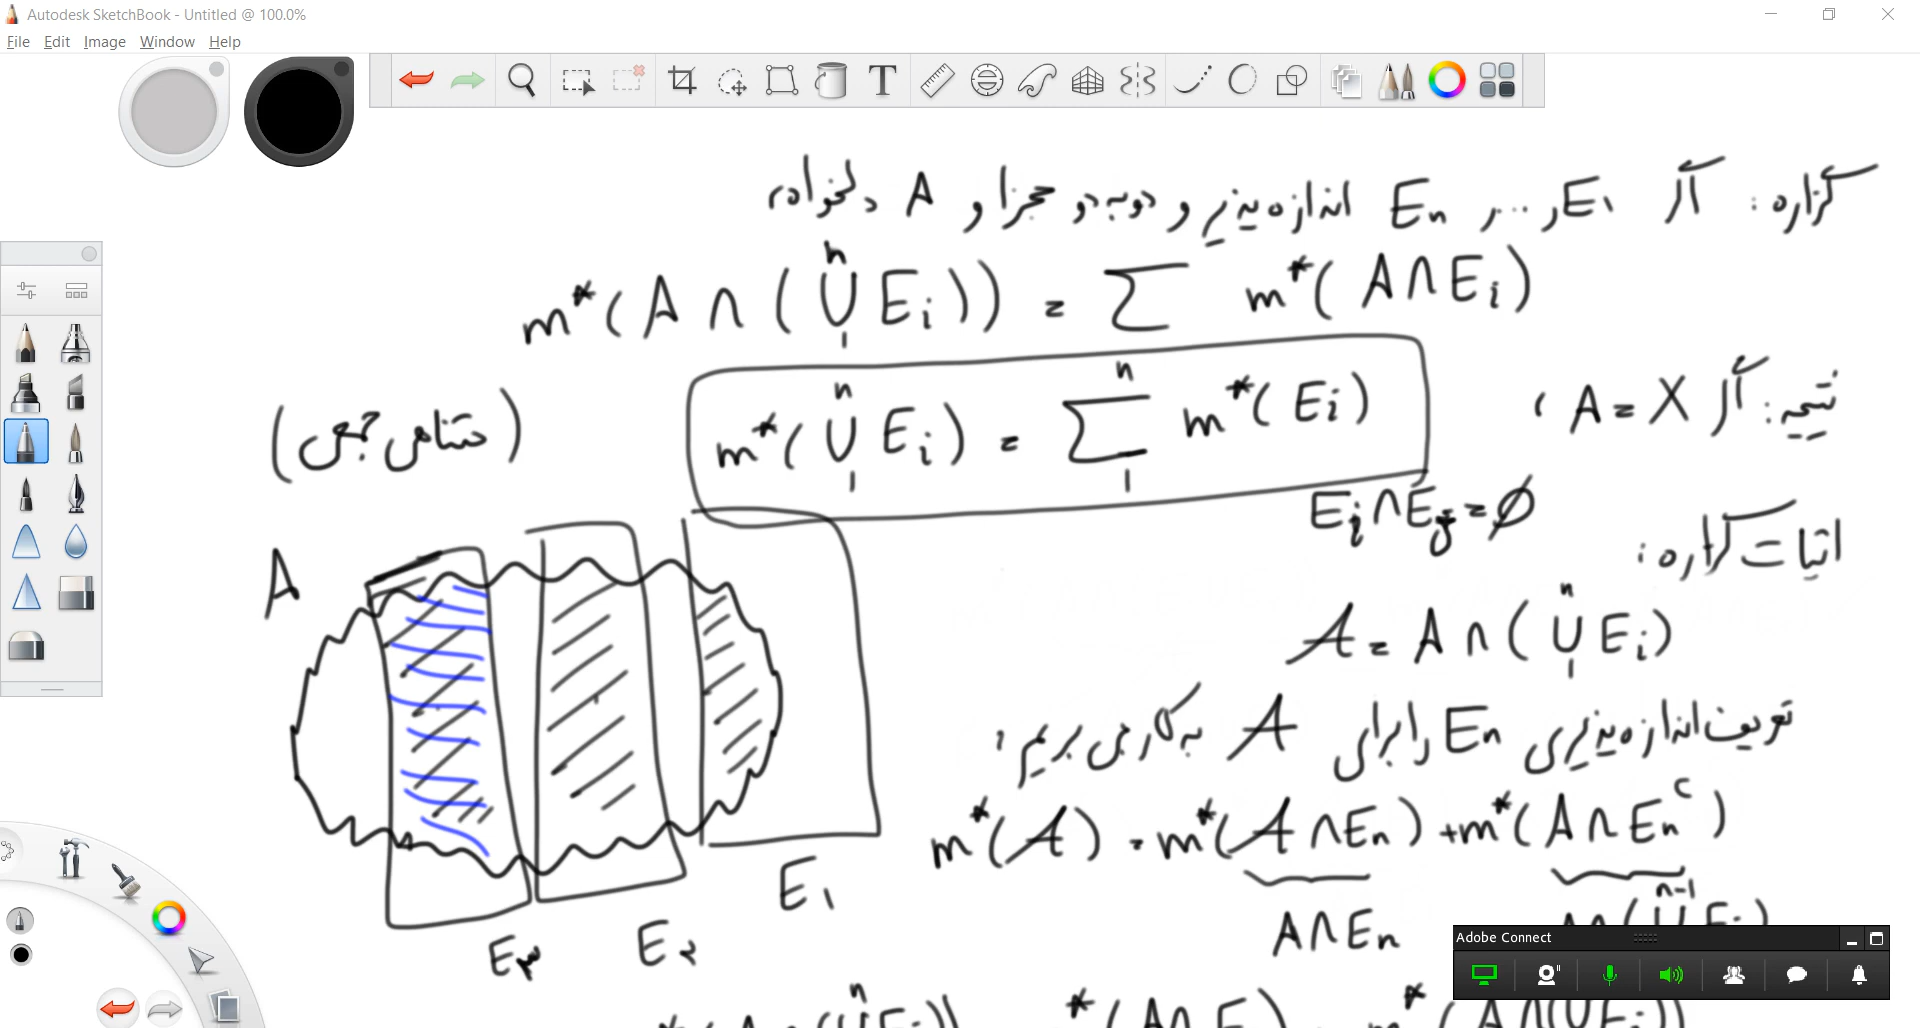 Autodesk SketchBook - Untitled @ 100.0%
File Edit Image Window Help
گزاره: اگر E₁, ..., Eₙ اندازه‌پذیر و دوبه‌دو مجزا و A دلخواه
m*(A ∩ (⋃₁ⁿ Eᵢ)) = Σ m*(A∩Eᵢ)
نتیجه: اگر A = X،
m*(⋃₁ⁿ Eᵢ) = Σ₁ⁿ m*(Eᵢ)
(متناهی جمعی)
Eᵢ∩Eⱼ=∅
اثبات گزاره:
A
𝒜 = A ∩ (⋃₁ⁿ Eᵢ)
تعریف اندازه‌پذیری Eₙ را برای 𝒜 به کار می‌بریم:
m*(𝒜) = m*(𝒜∩Eₙ) + m*(A∩Eₙᶜ)
E₁
A∩Eₙ
E₂
E₃
Adobe Connect